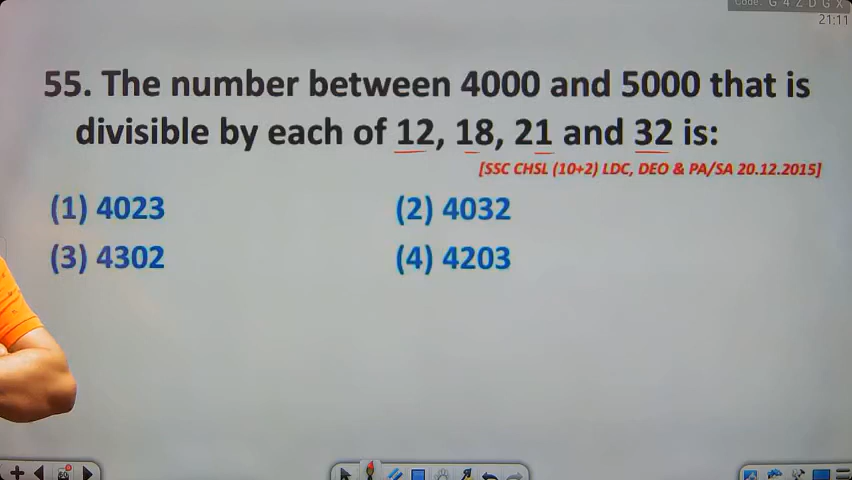 Code: G 4 Z D G X
21:11
55. The number between 4000 and 5000 that is
divisible by each of 12, 18, 21 and 32 is:
[SSC CHSL (10+2) LDC, DEO & PA/SA 20.12.2015]
(1) 4023 (2) 4032
(3) 4302 (4) 4203